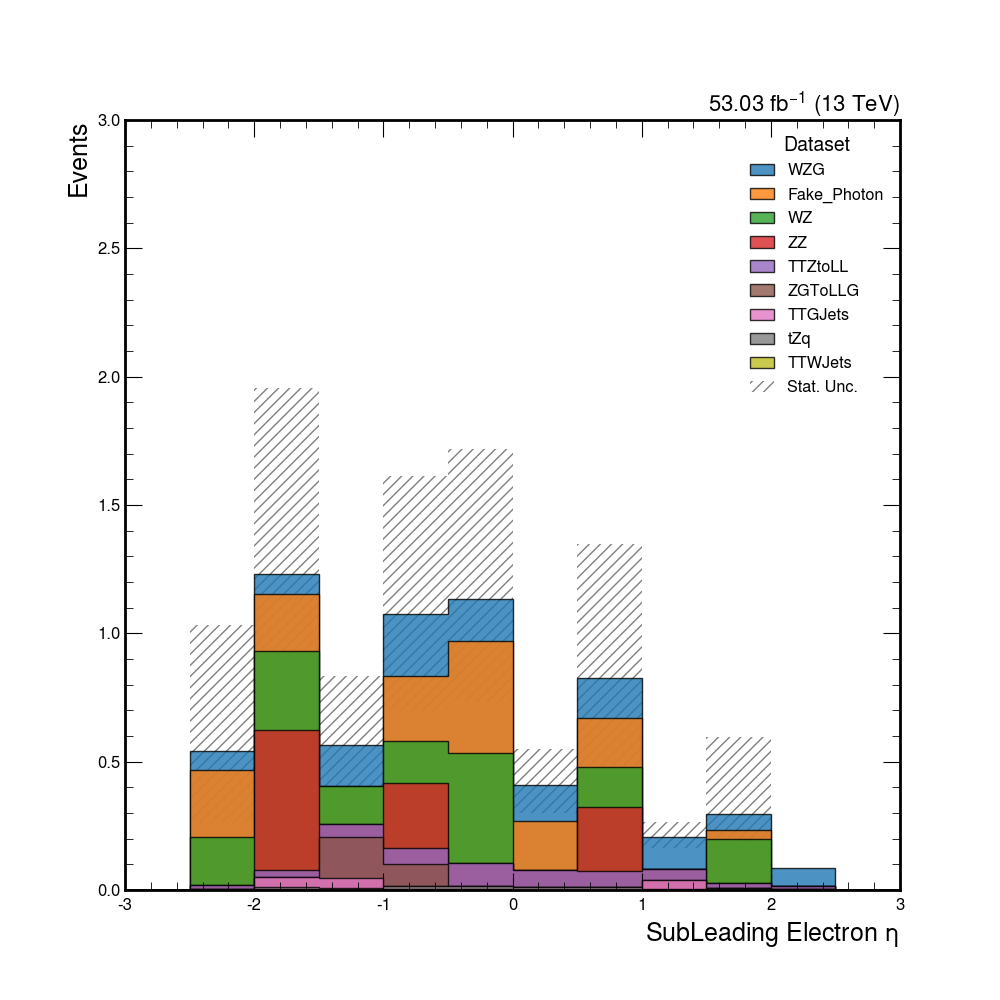 53.03 fb⁻¹ (13 TeV)
Events
3.0
2.5
2.0
1.5
1.0
0.5
0.0
Dataset
WZG
Fake_Photon
WZ
ZZ
TTZtoLL
ZGToLLG
TTGJets
tZq
TTWJets
Stat. Unc.
-3 -2 -1 0 1 2 3
SubLeading Electron η